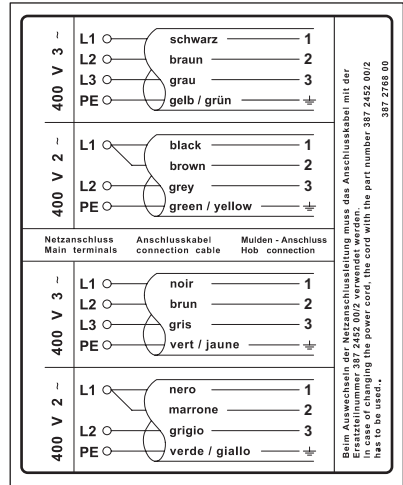 400 V 3 ~
L1 schwarz 1
L2 braun 2
L3 grau 3
PE gelb / grün
400 V 2 ~
L1 black 1
brown 2
L2 grey 3
PE green / yellow
Netzanschluss Anschlusskabel Mulden - Anschluss
Main terminals connection cable Hob connection
400 V 3 ~
L1 noir 1
L2 brun 2
L3 gris 3
PE vert / jaune
400 V 2 ~
L1 nero 1
marrone 2
L2 grigio 3
PE verde / giallo
Beim Auswechseln der Netzanschlussleitung muss das Anschlusskabel mit der
Ersatzteilnummer 387 2452 00/2 verwendet werden.
In case of changing the power cord, the cord with the part number 387 2452 00/2
has to be used.
387 2768 00